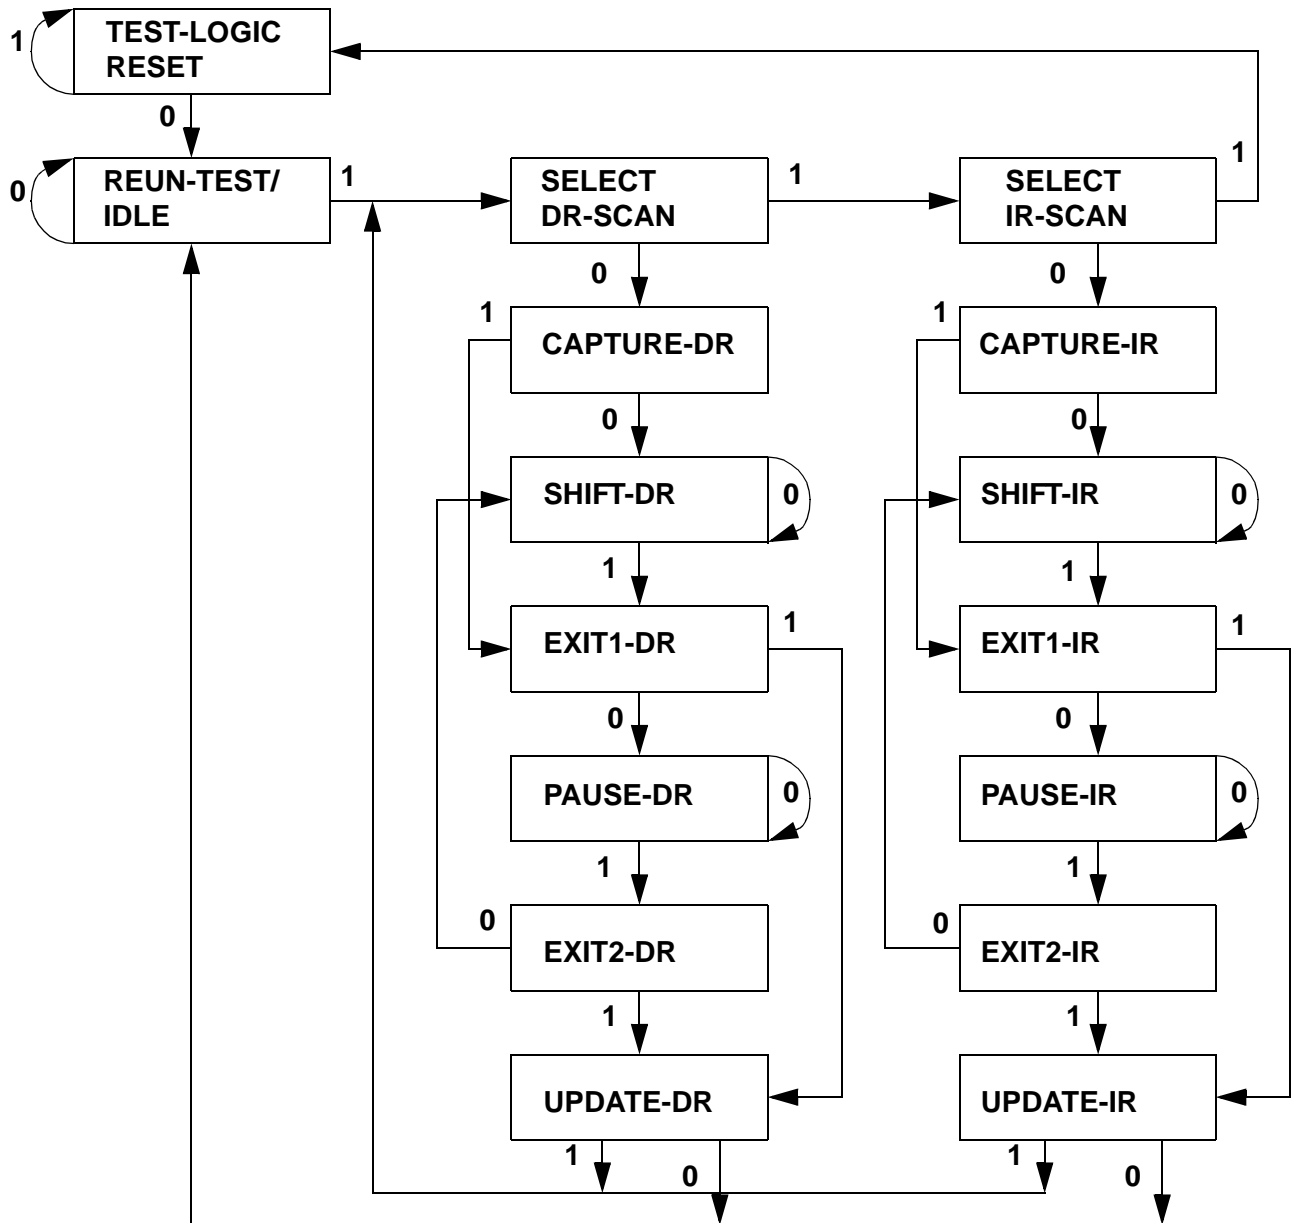 1
TEST-LOGIC
RESET
0
0
REUN-TEST/
IDLE
1
SELECT
DR-SCAN
1
SELECT
IR-SCAN
1
0
0
1
CAPTURE-DR
1
CAPTURE-IR
0
0
SHIFT-DR
0
SHIFT-IR
0
1
1
EXIT1-DR
1
EXIT1-IR
1
0
0
PAUSE-DR
0
PAUSE-IR
0
1
1
0
EXIT2-DR
0
EXIT2-IR
1
1
UPDATE-DR
UPDATE-IR
1
0
1
0